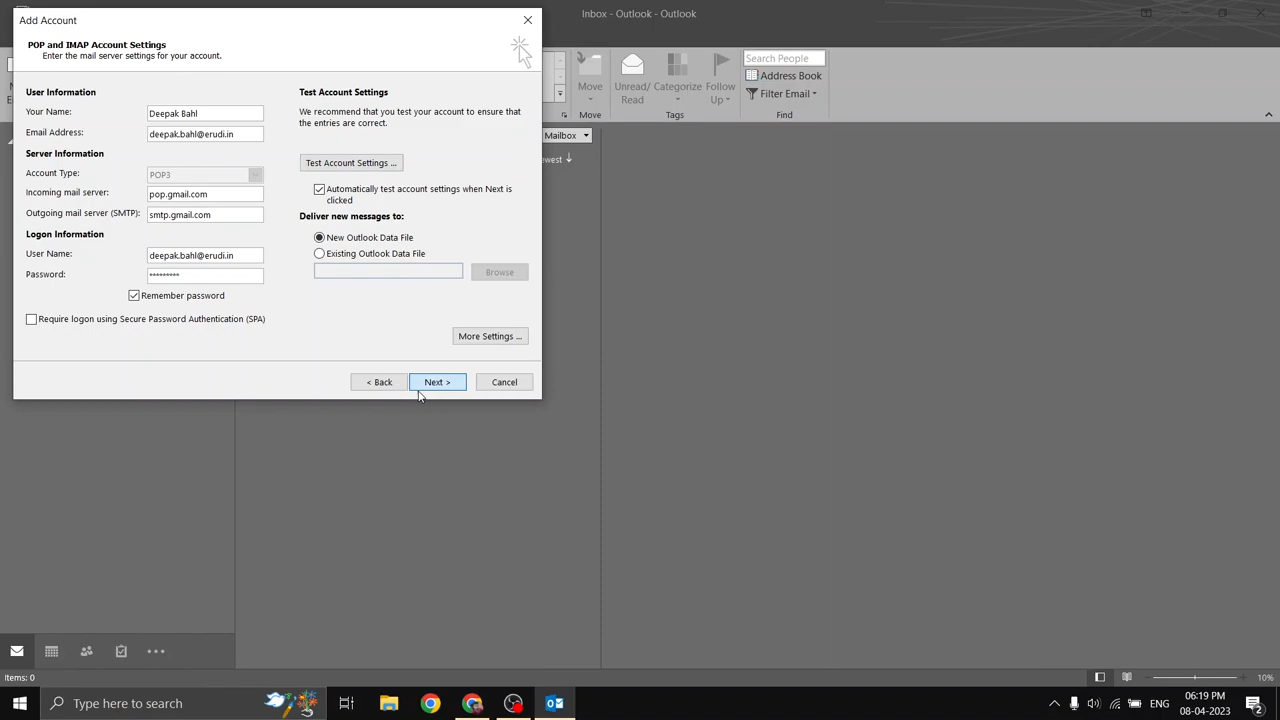 Add Account
Inbox - Outlook - Outlook
POP and IMAP Account Settings
Enter the mail server settings for your account.
User Information
Your Name:
Deepak Bahl
Email Address:
deepak.bahl@erudi.in
Server Information
Account Type:
POP3
Incoming mail server:
pop.gmail.com
Outgoing mail server (SMTP):
smtp.gmail.com
Logon Information
User Name:
deepak.bahl@erudi.in
Password:
*********
Remember password
Require logon using Secure Password Authentication (SPA)
Test Account Settings
We recommend that you test your account to ensure that
the entries are correct.
Test Account Settings ...
Automatically test account settings when Next is
clicked
Deliver new messages to:
New Outlook Data File
Existing Outlook Data File
Browse
More Settings ...
< Back
Next >
Cancel
Move
Unread/
Read
Categorize
Follow
Up
Search People
Address Book
Filter Email
Move
Tags
Find
Mailbox
Items: 0
10%
Type here to search
ENG
06:19 PM
08-04-2023
2